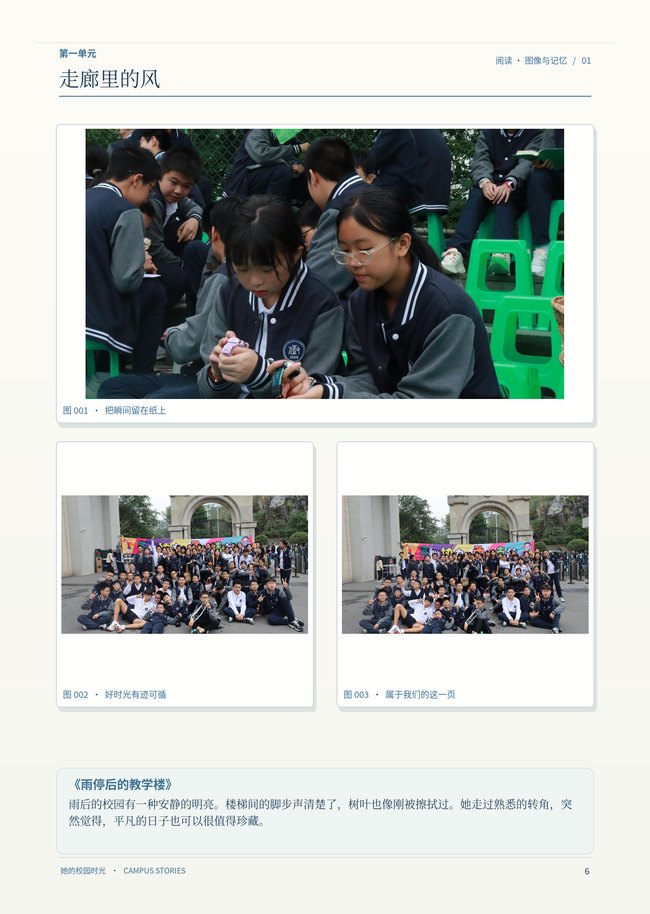 第一单元
走廊里的风
阅读 · 图像与记忆 / 01
图 001 · 把瞬间留在纸上
图 002 · 好时光有迹可循
图 003 · 属于我们的这一页
《雨停后的教学楼》
雨后的校园有一种安静的明亮。楼梯间的脚步声清楚了，树叶也像刚被擦拭过。她走过熟悉的转角，突
然觉得，平凡的日子也可以很值得珍藏。
她的校园时光 · CAMPUS STORIES
6